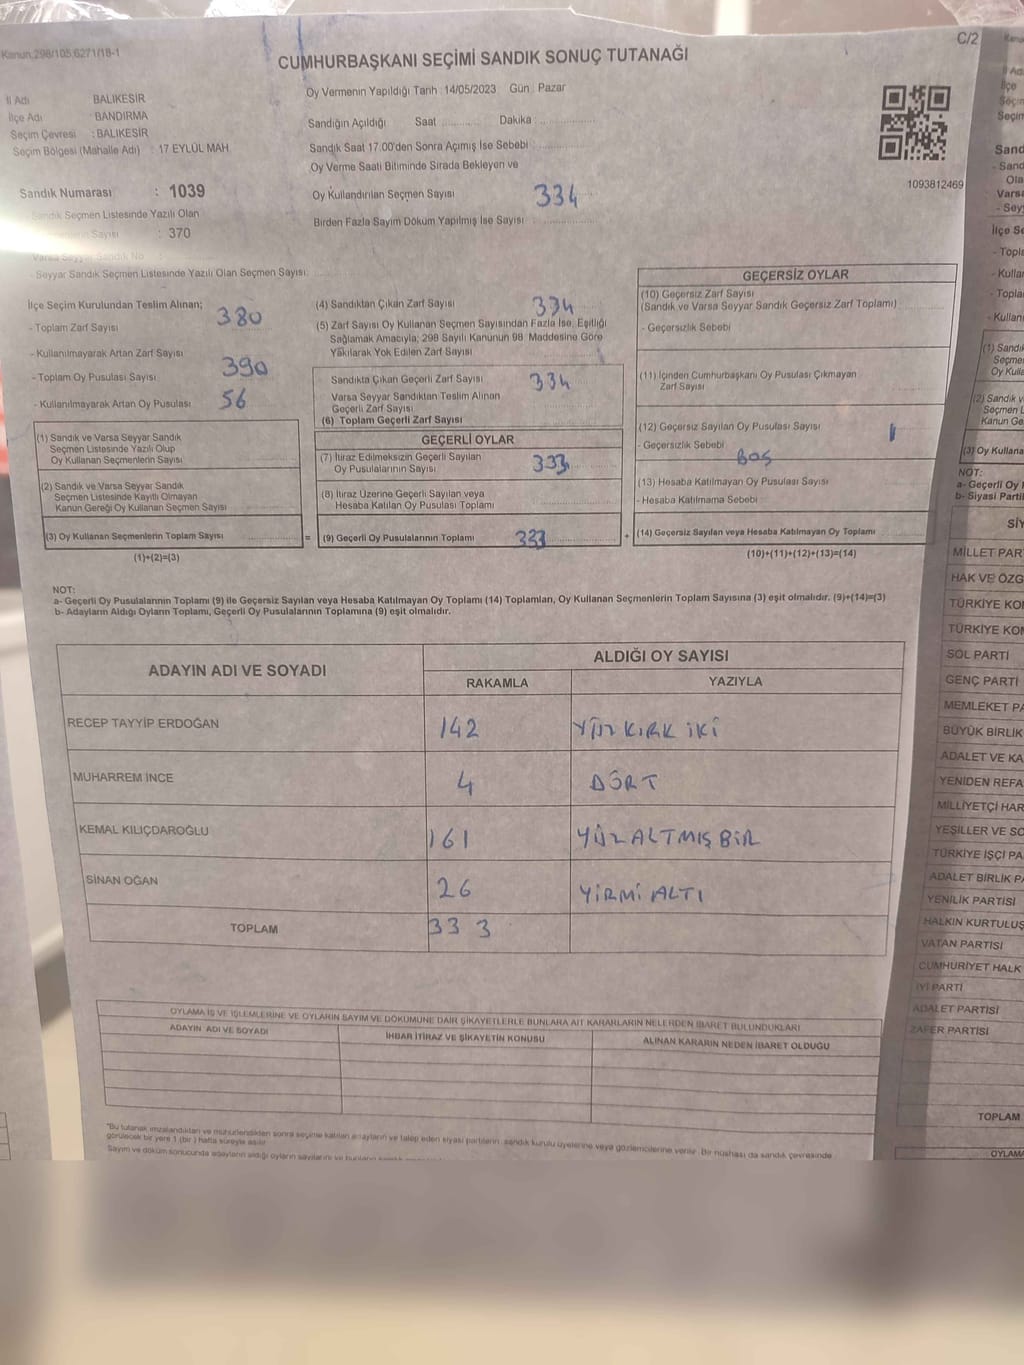 Kanun.298/105,6271/18-1
C/2
CUMHURBAŞKANI SEÇİMİ SANDIK SONUÇ TUTANAĞI
İl Adı BALIKESİR
İlçe Adı : BANDIRMA
Seçim Çevresi : BALIKESİR
Seçim Bölgesi (Mahalle Adı) : 17 EYLÜL MAH.
Sandık Numarası : 1039
- Sandık Seçmen Listesinde Yazılı Olan
Sayısı : 370
Varsa Seyyar Sandık No
- Seyyar Sandık Seçmen Listesinde Yazılı Olan Seçmen Sayısı:
Oy Vermenin Yapıldığı Tarih : 14/05/2023 Gün : Pazar
Sandığın Açıldığı Saat Dakika :
Sandık Saat 17.00'den Sonra Açımış İse Sebebi
Oy Verme Saati Bitiminde Sırada Bekleyen ve
Oy Kullandırılan Seçmen Sayısı 334
Birden Fazla Sayım Döküm Yapılmış İse Sayısı
1093812469
İlçe Seçim Kurulundan Teslim Alınan;
- Toplam Zarf Sayısı 380
- Kullanılmayarak Artan Zarf Sayısı
- Toplam Oy Pusulası Sayısı 390
- Kullanılmayarak Artan Oy Pusulası 56
(1) Sandık ve Varsa Seyyar Sandık
Seçmen Listesinde Yazılı Olup
Oy Kullanan Seçmenlerin Sayısı
(2) Sandık ve Varsa Seyyar Sandık
Seçmen Listesinde Kayıtlı Olmayan
Kanun Gereği Oy Kullanan Seçmen Sayısı
(3) Oy Kullanan Seçmenlerin Toplam Sayısı =
(1)+(2)=(3)
(4) Sandıktan Çıkan Zarf Sayısı 334
(5) Zarf Sayısı Oy Kullanan Seçmen Sayısından Fazla İse, Eşitliği
Sağlamak Amacıyla; 298 Sayılı Kanunun 98. Maddesine Göre
Yakılarak Yok Edilen Zarf Sayısı
Sandıkta Çıkan Geçerli Zarf Sayısı 334
Varsa Seyyar Sandıktan Teslim Alınan
Geçerli Zarf Sayısı
(6) Toplam Geçerli Zarf Sayısı
GEÇERLİ OYLAR
(7) İtiraz Edilmeksizin Geçerli Sayılan
Oy Pusulalarının Sayısı 333
(8) İtiraz Üzerine Geçerli Sayılan veya
Hesaba Katılan Oy Pusulası Toplamı
(9) Geçerli Oy Pusulalarının Toplamı 333 +
GEÇERSİZ OYLAR
(10) Geçersiz Zarf Sayısı
(Sandık ve Varsa Seyyar Sandık Geçersiz Zarf Toplamı)
- Geçersizlik Sebebi
(11) İçinden Cumhurbaşkanı Oy Pusulası Çıkmayan
Zarf Sayısı
(12) Geçersiz Sayılan Oy Pusulası Sayısı 1
- Geçersizlik Sebebi BOŞ
(13) Hesaba Katılmayan Oy Pusulası Sayısı
- Hesaba Katılmama Sebebi
(14) Geçersiz Sayılan veya Hesaba Katılmayan Oy Toplamı
(10)+(11)+(12)+(13)=(14)
NOT:
a- Geçerli Oy Pusulalarının Toplamı (9) ile Geçersiz Sayılan veya Hesaba Katılmayan Oy Toplamı (14) Toplamları, Oy Kullanan Seçmenlerin Toplam Sayısına (3) eşit olmalıdır. (9)+(14)=(3)
b- Adayların Aldığı Oyların Toplamı, Geçerli Oy Pusulalarının Toplamına (9) eşit olmalıdır.
ADAYIN ADI VE SOYADI ALDIĞI OY SAYISI
RAKAMLA YAZIYLA
RECEP TAYYİP ERDOĞAN 142 YÜZ KIRK İKİ
MUHARREM İNCE 4 DÖRT
KEMAL KILIÇDAROĞLU 161 YÜZ ALTMIŞ BİR
SİNAN OĞAN 26 YİRMİ ALTI
TOPLAM 333
OYLAMA İŞ VE İŞLEMLERİNE VE OYLARIN SAYIM VE DÖKÜMÜNE DAİR ŞİKAYETLERLE BUNLARA AİT KARARLARIN NELERDEN İBARET BULUNDUKLARI
ADAYIN ADI VE SOYADI İHBAR İTİRAZ VE ŞİKAYETİN KONUSU ALINAN KARARIN NEDEN İBARET OLDUĞU
*Bu tutanak imzalandıktan ve mühürlendikten sonra seçime katılan adayların ve talep eden siyasi partilerin sandık kurulu üyelerine veya gözlemcilerine verilir. Bir nüshası da sandık çevresinde
görülecek bir yere 1 (bir ) hafta süreyle asılır.
Sayım ve döküm sonucunda adayların aldığı oyların sayılarını
Sandı
(1) Sandı
Seçme
Oy Kulla
(2) Sandık v
Seçmen L
Kanun Ge
(3) Oy Kullana
NOT:
a- Geçerli Oy
b- Siyasi Parti
SİY
MİLLET PAR
HAK VE ÖZG
TÜRKİYE KO
TÜRKİYE KO
SOL PARTİ
GENÇ PARTİ
MEMLEKET PA
BÜYÜK BİRLİK
ADALET VE KA
YENİDEN REFA
MİLLİYETÇİ HAR
YEŞİLLER VE SO
TÜRKİYE İŞÇİ PA
ADALET BİRLİK P
YENİLİK PARTİSİ
HALKIN KURTULUŞ
VATAN PARTİSİ
CUMHURİYET HALK
İYİ PARTİ
ADALET PARTİSİ
ZAFER PARTİSİ
TOPLAM
OYLAMA